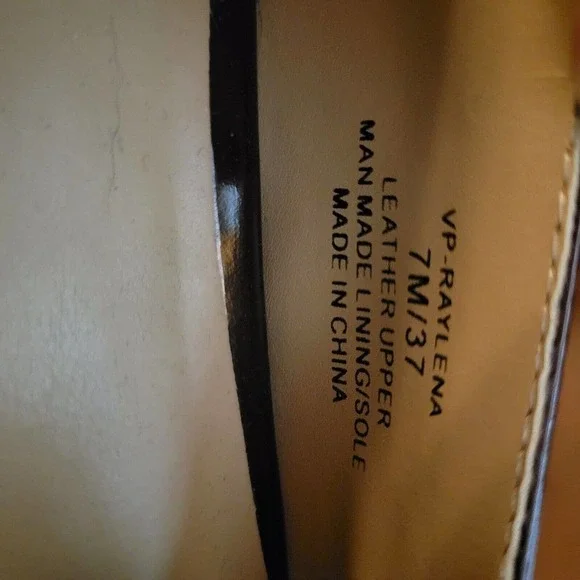 VP-RAYLENA
7M/37
LEATHER UPPER
MAN MADE LINING/SOLE
MADE IN CHINA